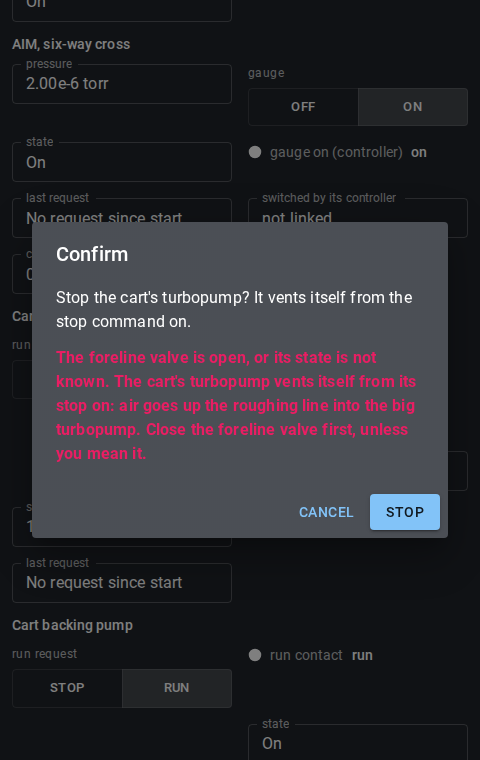 On
AIM, six-way cross
pressure
2.00e-6 torr
gauge
OFF
ON
state
On
gauge on (controller) on
last request
No request since start
switched by its controller
not linked
Confirm
Stop the cart's turbopump? It vents itself from the
stop command on.
The foreline valve is open, or its state is not
known. The cart's turbopump vents itself from its
stop on: air goes up the roughing line into the big
turbopump. Close the foreline valve first, unless
you mean it.
CANCEL
STOP
last request
No request since start
Cart backing pump
run request
STOP
RUN
run contact run
state
On